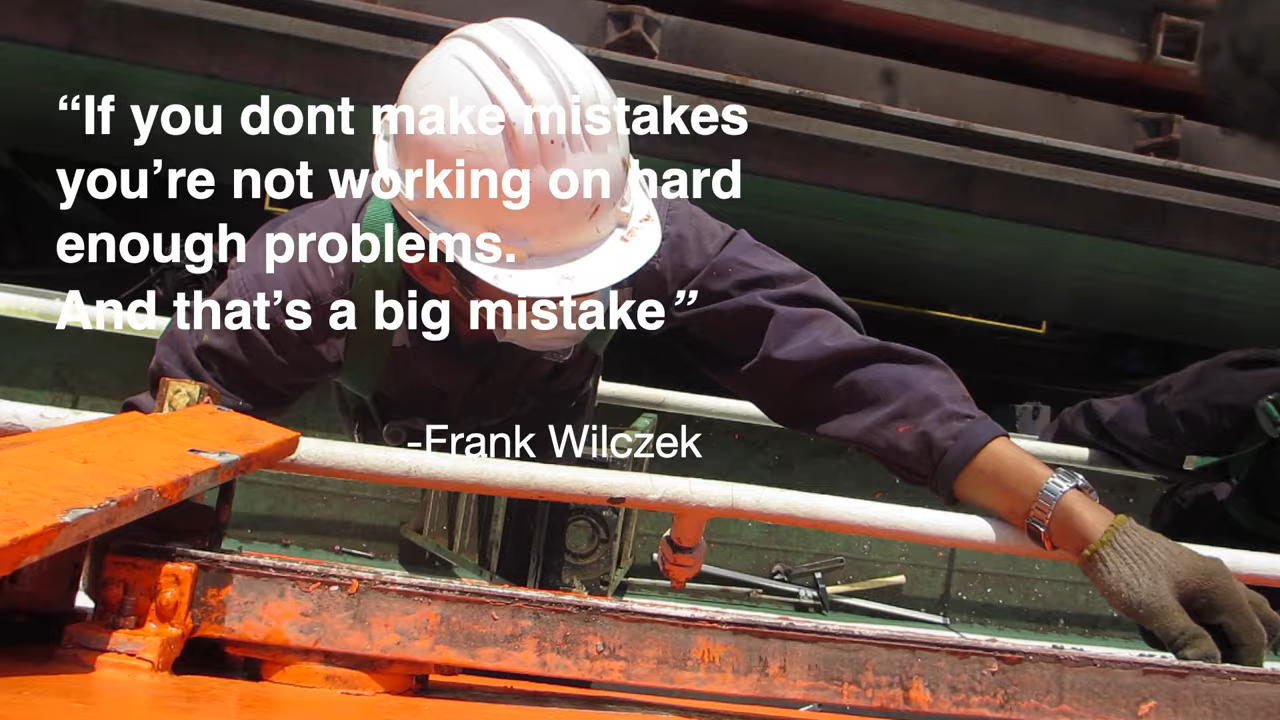 “If you dont make mistakes
you’re not working on hard
enough problems.
And that’s a big mistake”
-Frank Wilczek